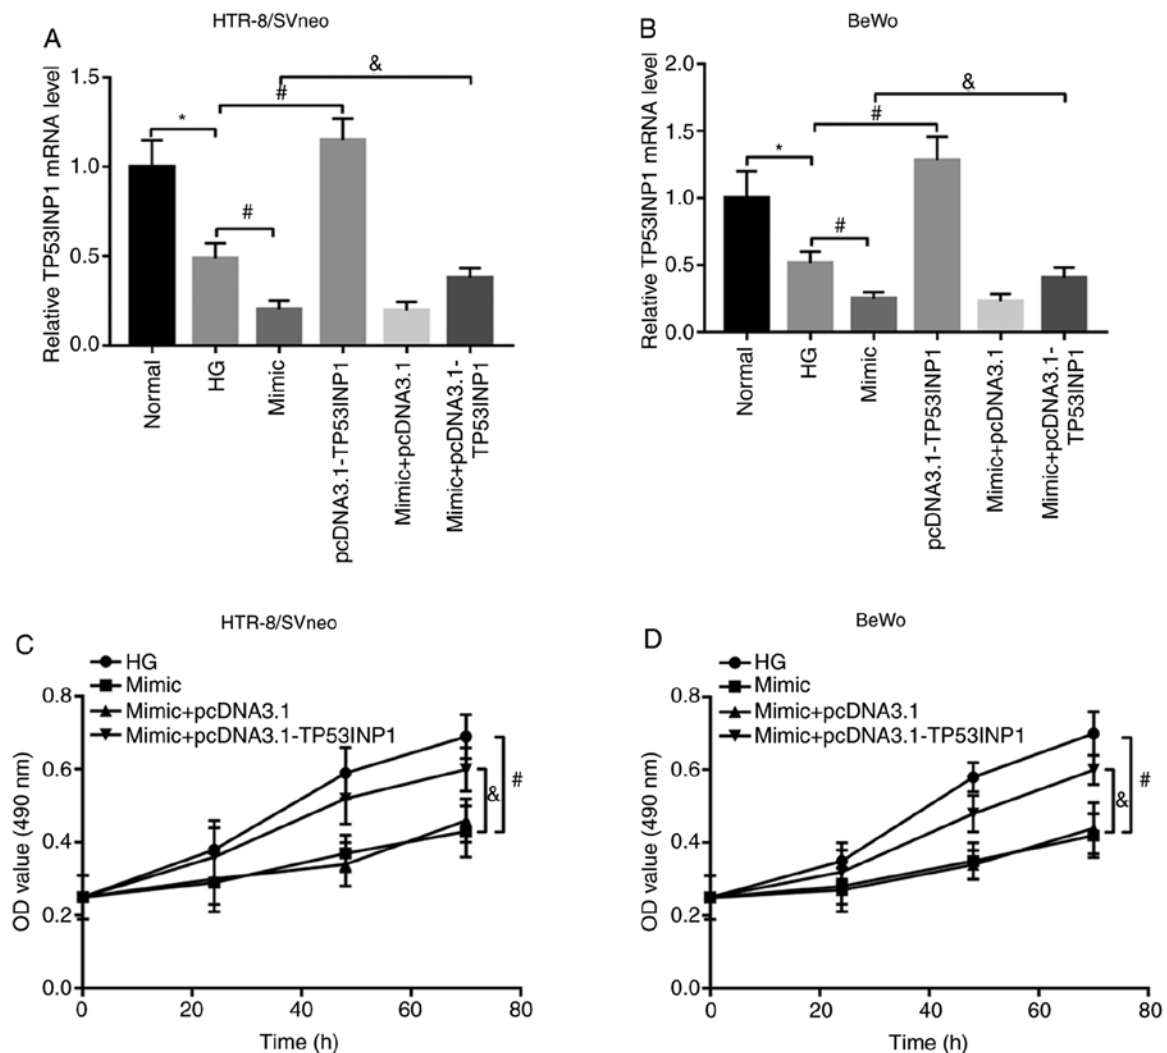 A
HTR-8/SVneo
Relative TP53INP1 mRNA level
1.5
1.0
0.5
0.0
*
#
#
&
Normal
HG
Mimic
pcDNA3.1-TP53INP1
Mimic+pcDNA3.1
Mimic+pcDNA3.1-
TP53INP1
B
BeWo
Relative TP53INP1 mRNA level
2.0
1.5
1.0
0.5
0.0
*
#
#
&
Normal
HG
Mimic
pcDNA3.1-TP53INP1
Mimic+pcDNA3.1
Mimic+pcDNA3.1-
TP53INP1
C
HTR-8/SVneo
HG
Mimic
Mimic+pcDNA3.1
Mimic+pcDNA3.1-TP53INP1
OD value (490 nm)
0.8
0.6
0.4
0.2
0.0
&
#
0 20 40 60 80
Time (h)
D
BeWo
HG
Mimic
Mimic+pcDNA3.1
Mimic+pcDNA3.1-TP53INP1
OD value (490 nm)
0.8
0.6
0.4
0.2
0.0
&
#
0 20 40 60 80
Time (h)